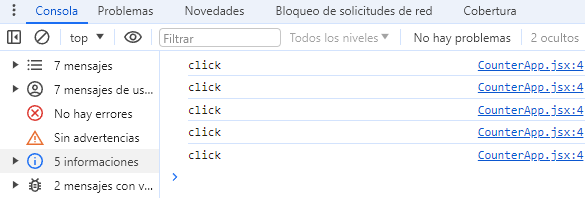 Consola Problemas Novedades Bloqueo de solicitudes de red Cobertura
top Filtrar Todos los niveles No hay problemas 2 ocultos
7 mensajes
7 mensajes de us...
No hay errores
Sin advertencias
5 informaciones
2 mensajes con v...
click CounterApp.jsx:4
click CounterApp.jsx:4
click CounterApp.jsx:4
click CounterApp.jsx:4
click CounterApp.jsx:4